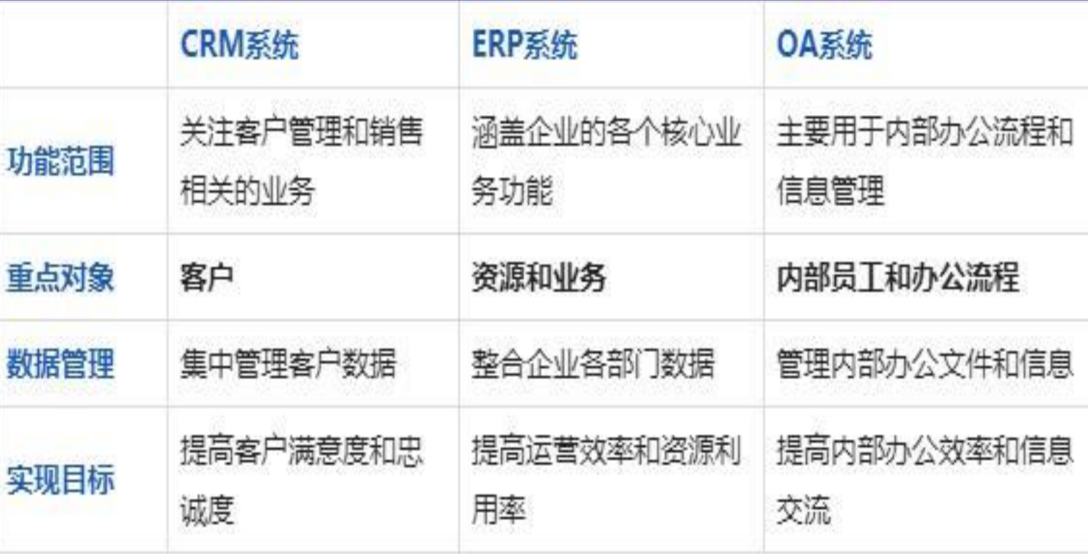 CRM系统 ERP系统 OA系统
功能范围
关注客户管理和销售
相关的业务
涵盖企业的各个核心业
务功能
主要用于内部办公流程和
信息管理
重点对象 客户 资源和业务 内部员工和办公流程
数据管理 集中管理客户数据 整合企业各部门数据 管理内部办公文件和信息
实现目标
提高客户满意度和忠
诚度
提高运营效率和资源利
用率
提高内部办公效率和信息
交流